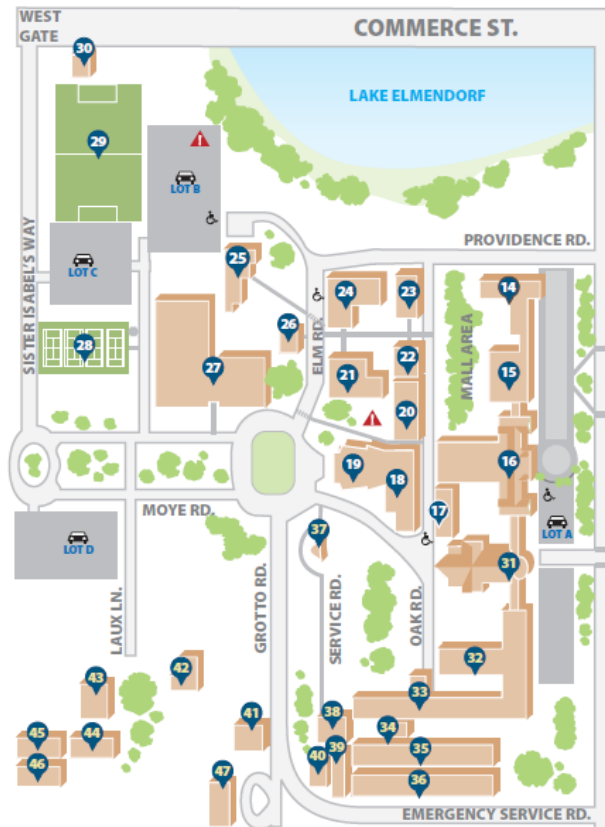 WEST
GATE
COMMERCE ST.
30
LAKE ELMENDORF
29
LOT B
SISTER ISABEL'S WAY
PROVIDENCE RD.
LOT C
25
24
23
14
26
ELM RD.
MALL AREA
28
27
21
22
15
20
19
18
16
17
MOYE RD.
LOT D
37
LOT A
31
LAUX LN.
GROTTO RD.
SERVICE RD.
OAK RD.
42
32
43
33
41
38
34
45
44
39
35
46
40
47
36
EMERGENCY SERVICE RD.